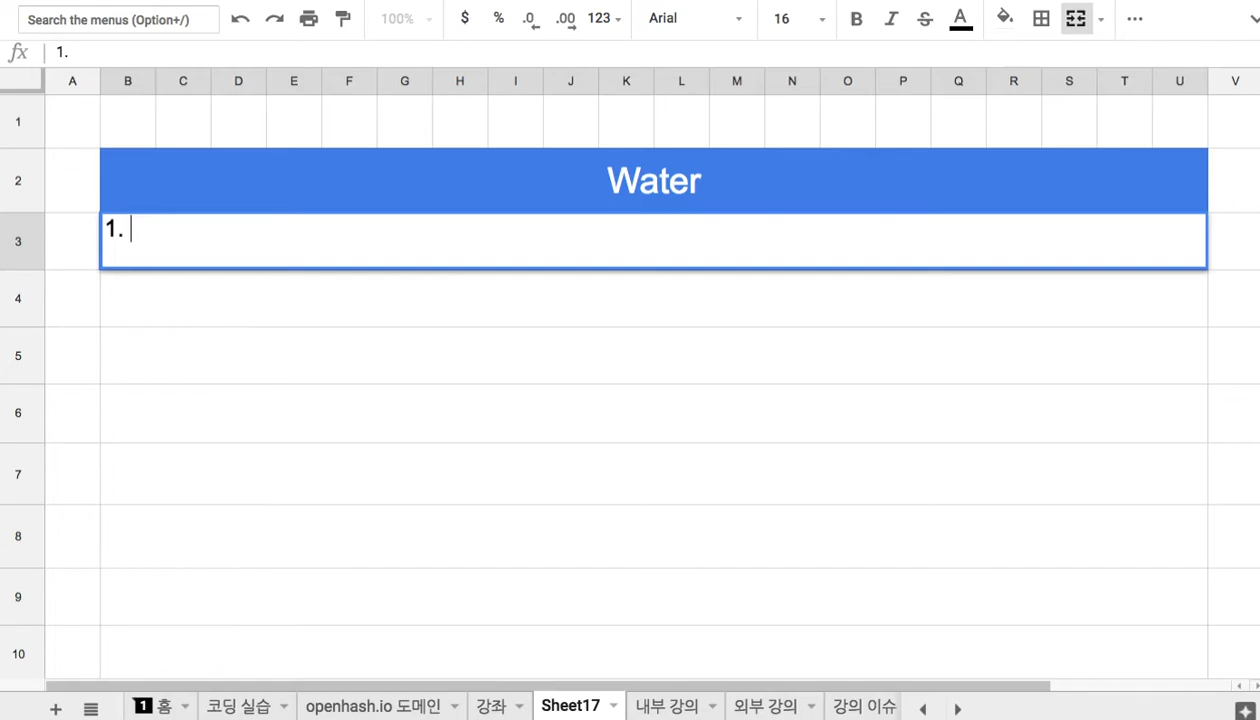 Search the menus (Option+/) 100% $ % .0 .00 123 Arial 16 B I S A
fx 1.
A B C D E F G H I J K L M N O P Q R S T U V
1
2 Water
3 1.
4
5
6
7
8
9
10
1 홈 코딩 실습 openhash.io 도메인 강좌 Sheet17 내부 강의 외부 강의 강의 이슈